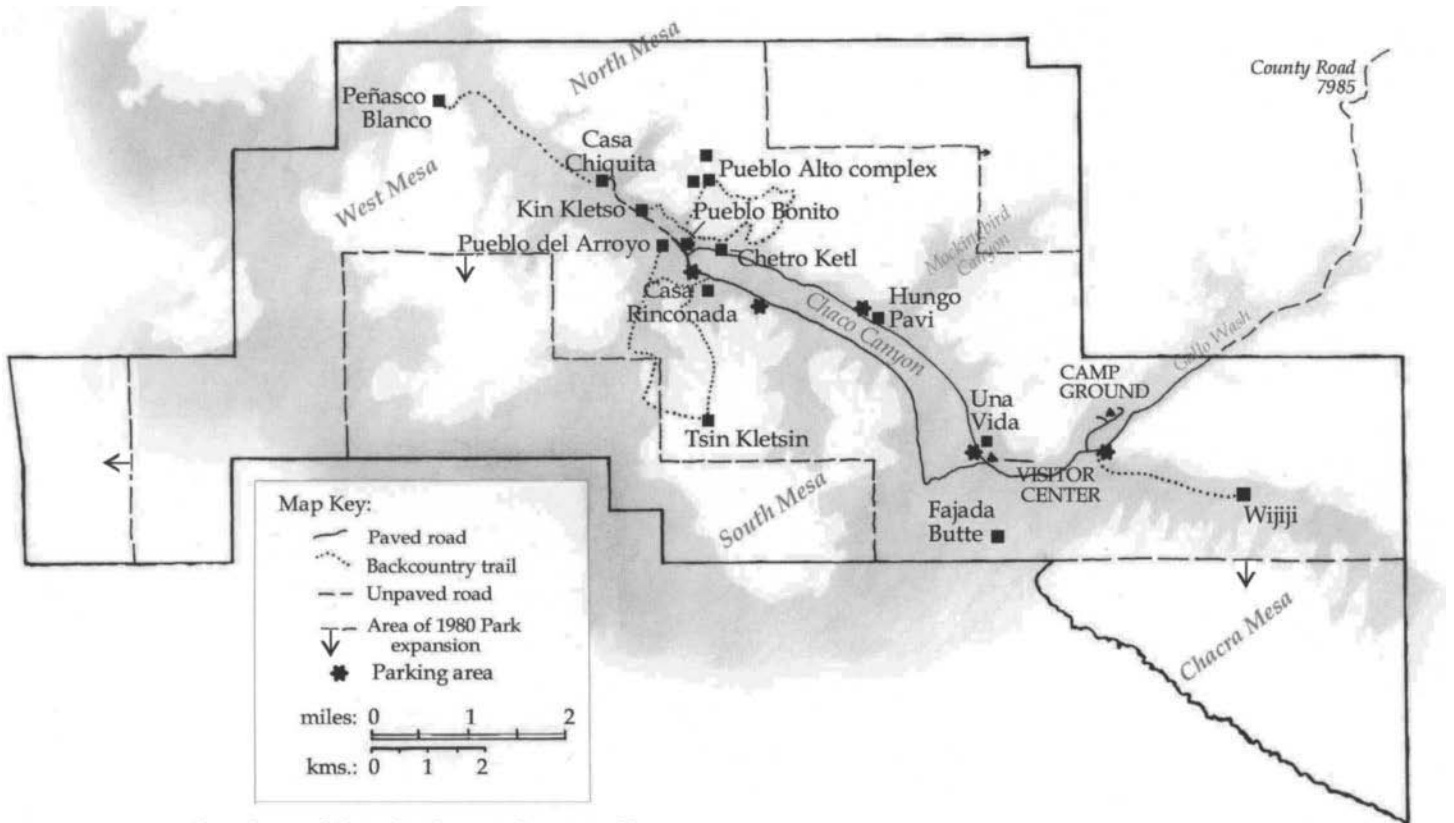 North Mesa
County Road
7985
Peñasco
Blanco
Casa
Chiquita
Pueblo Alto complex
West Mesa
Kin Kletso
Pueblo Bonito
Mockingbird
Canyon
Pueblo del Arroyo
Chetro Ketl
Casa
Rinconada
Hungo
Pavi
Chaco Canyon
Gallo Wash
CAMP
GROUND
Una
Vida
Tsin Kletsin
VISITOR
CENTER
South Mesa
Fajada
Butte
Wijiji
Chacra Mesa
Map Key:
Paved road
Backcountry trail
Unpaved road
Area of 1980 Park
expansion
Parking area
miles: 0 1 2
kms.: 0 1 2